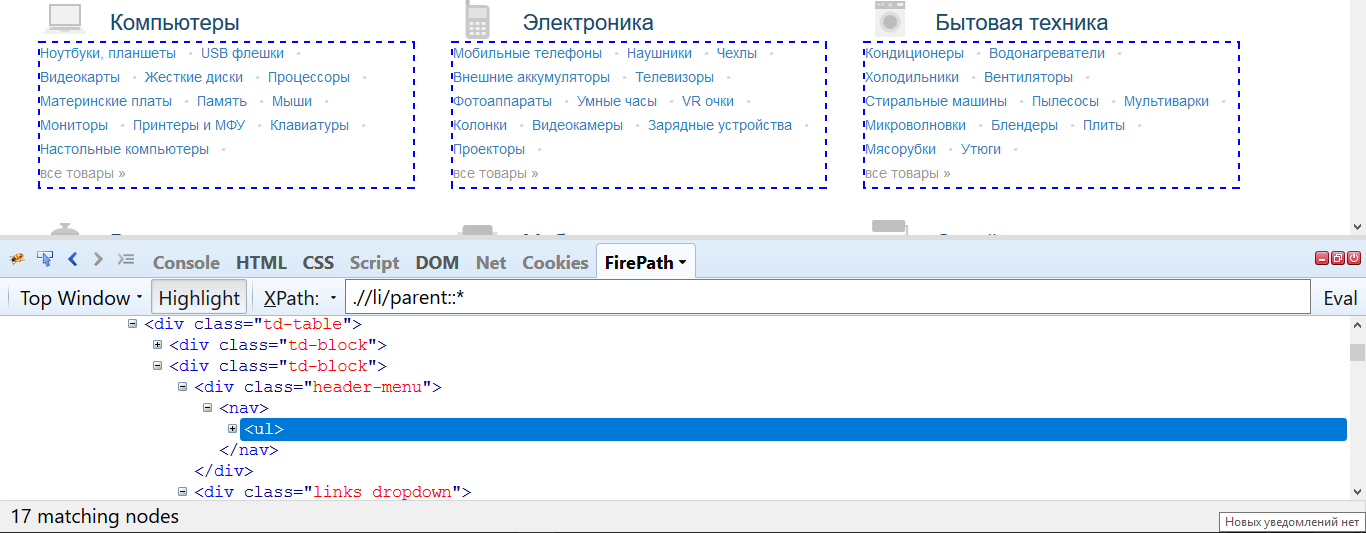 Компьютеры
Электроника
Бытовая техника
Ноутбуки, планшеты • USB флешки
Видеокарты • Жесткие диски • Процессоры •
Материнские платы • Память • Мыши •
Мониторы • Принтеры и МФУ • Клавиатуры •
Настольные компьютеры •
все товары »
Мобильные телефоны • Наушники • Чехлы •
Внешние аккумуляторы • Телевизоры •
Фотоаппараты • Умные часы • VR очки •
Колонки • Видеокамеры • Зарядные устройства •
Проекторы •
все товары »
Кондиционеры • Водонагреватели •
Холодильники • Вентиляторы •
Стиральные машины • Пылесосы • Мультиварки •
Микроволновки • Блендеры • Плиты •
Мясорубки • Утюги •
все товары »
Console HTML CSS Script DOM Net Cookies FirePath
Top Window Highlight XPath: .//li/parent::* Eval
<div class="td-table">
<div class="td-block">
<div class="td-block">
<div class="header-menu">
<nav>
<ul>
</nav>
</div>
<div class="links dropdown">
17 matching nodes
Новых уведомлений нет